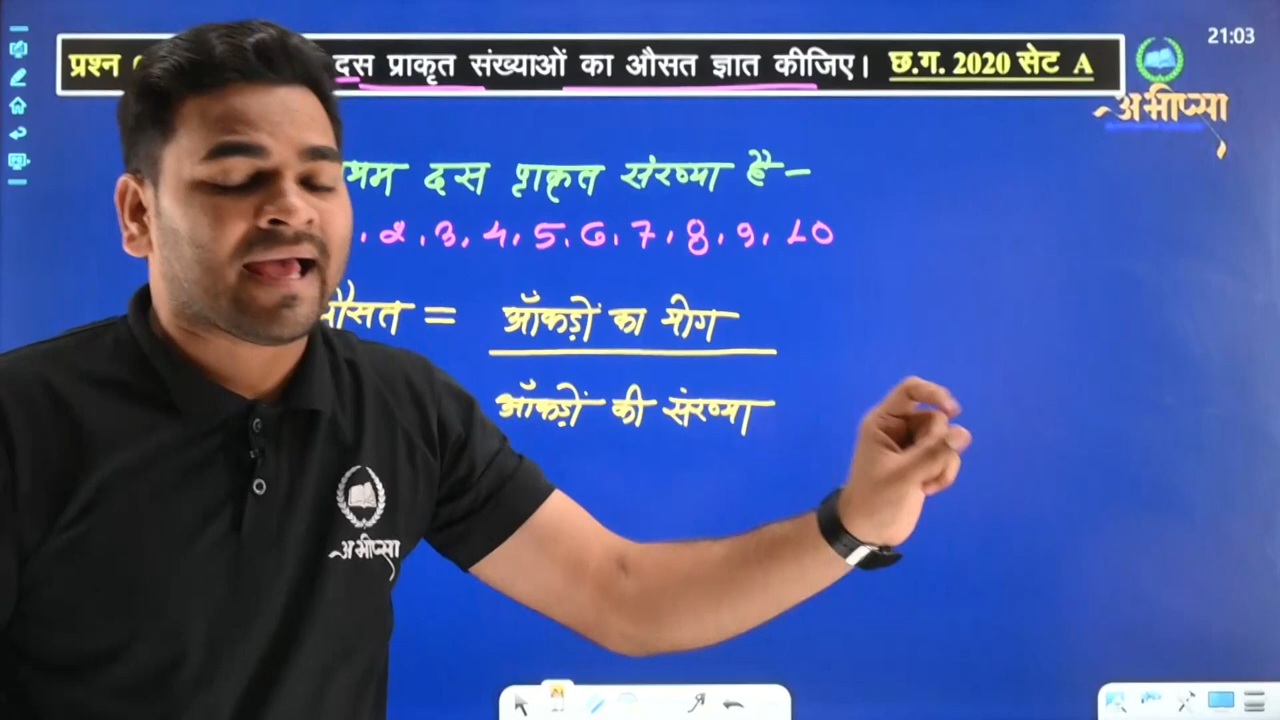 प्रश्न दस प्राकृत संख्याओं का औसत ज्ञात कीजिए। छ.ग. 2020 सेट A
21:03
अभीप्सा
दस प्राकृत संख्या है-
, 2, 3, 4, 5, 6, 7, 8, 9, 10
औसत = आँकड़ों का योग
आँकड़ों की संख्या
अभीप्सा